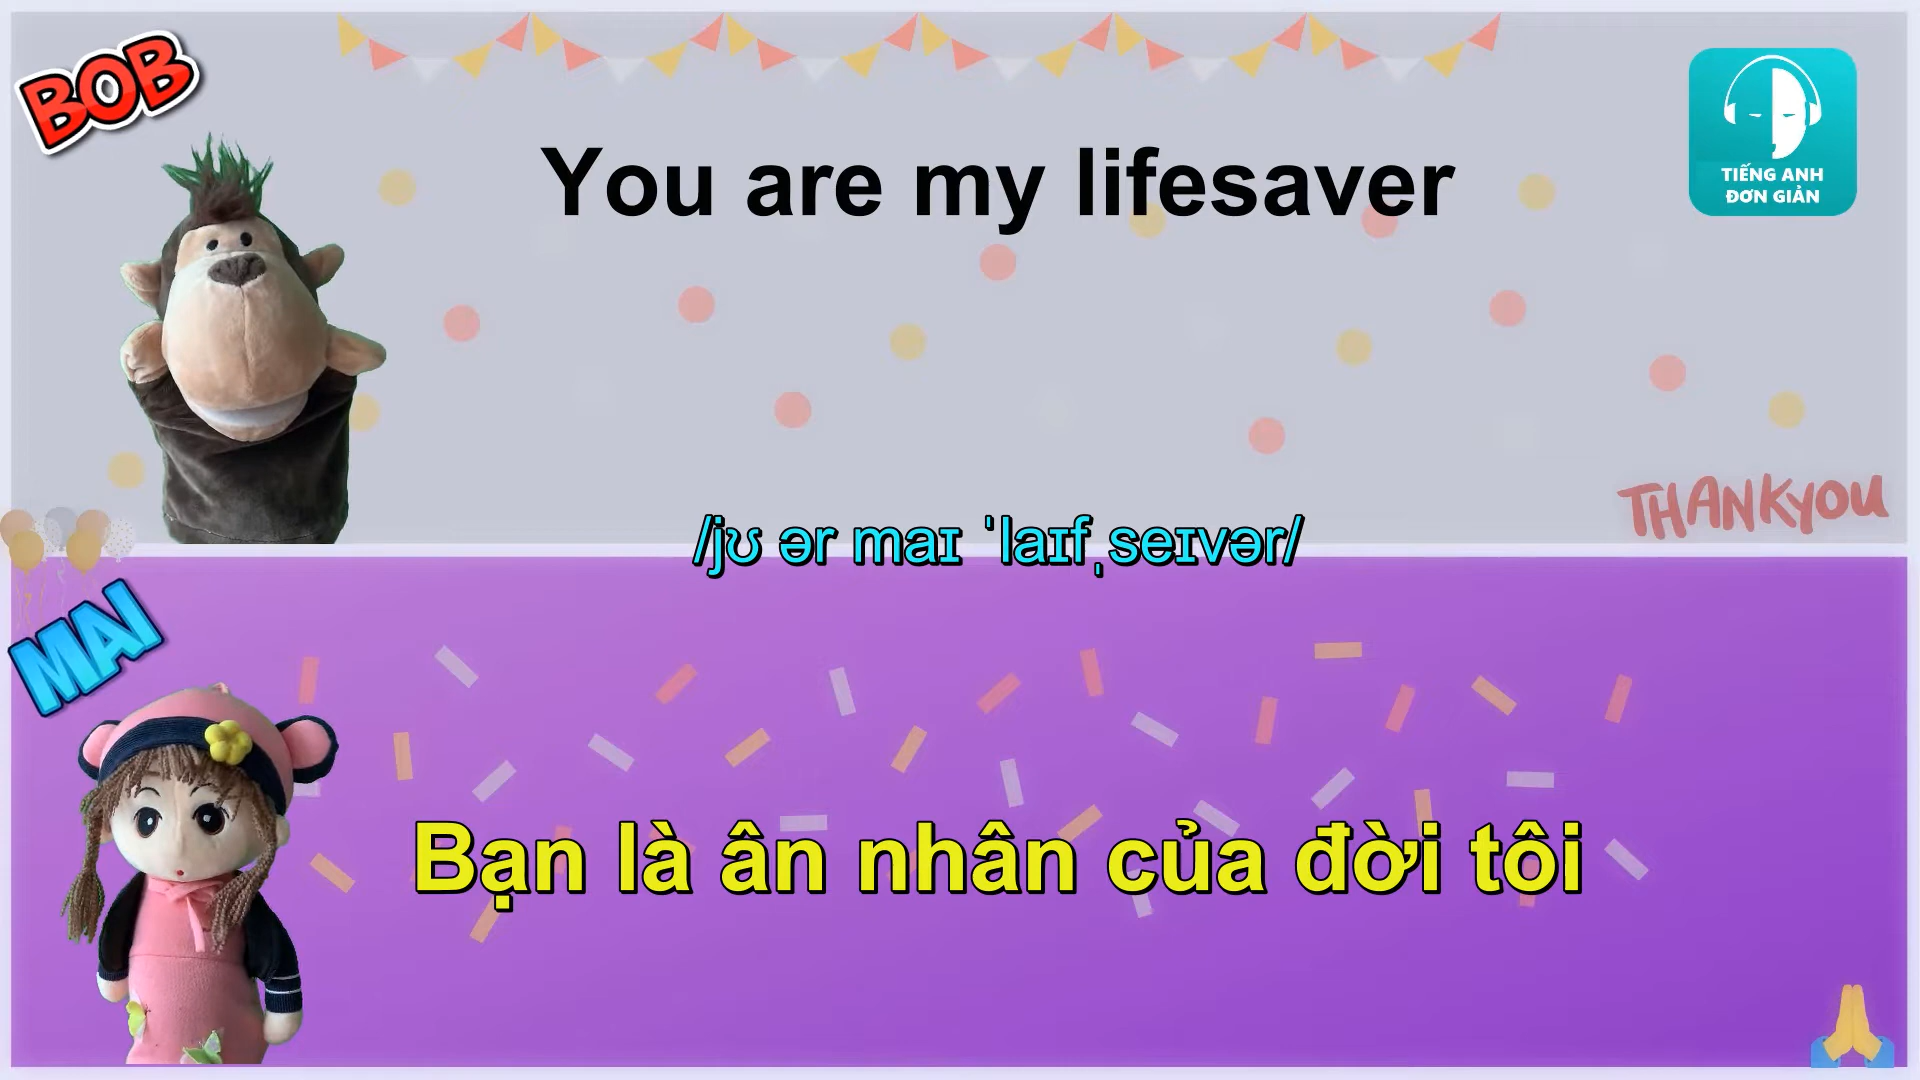 BOB
You are my lifesaver
TIẾNG ANH
ĐƠN GIẢN
THANKYOU
/jʊ ər maɪ ˈlaɪfˌseɪvər/
MAI
Bạn là ân nhân của đời tôi